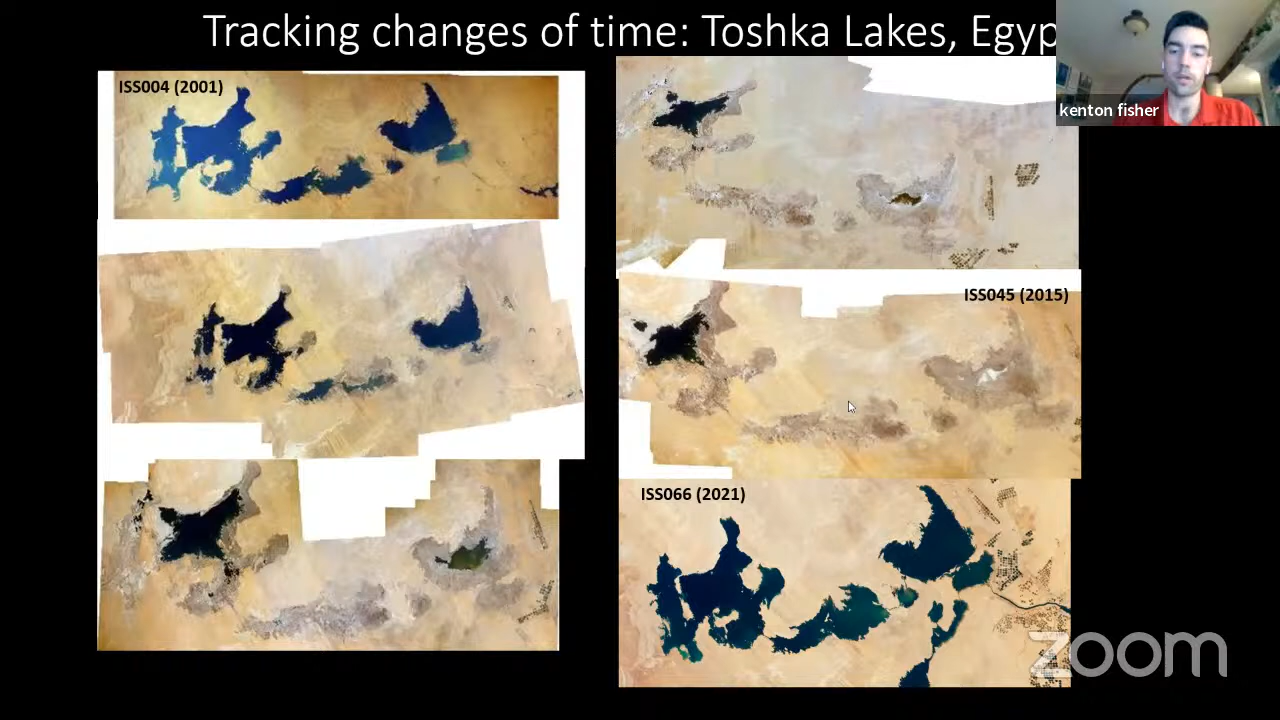 Tracking changes of time: Toshka Lakes, Egyp
kenton fisher
ISS004 (2001)
ISS045 (2015)
ISS066 (2021)
zoom